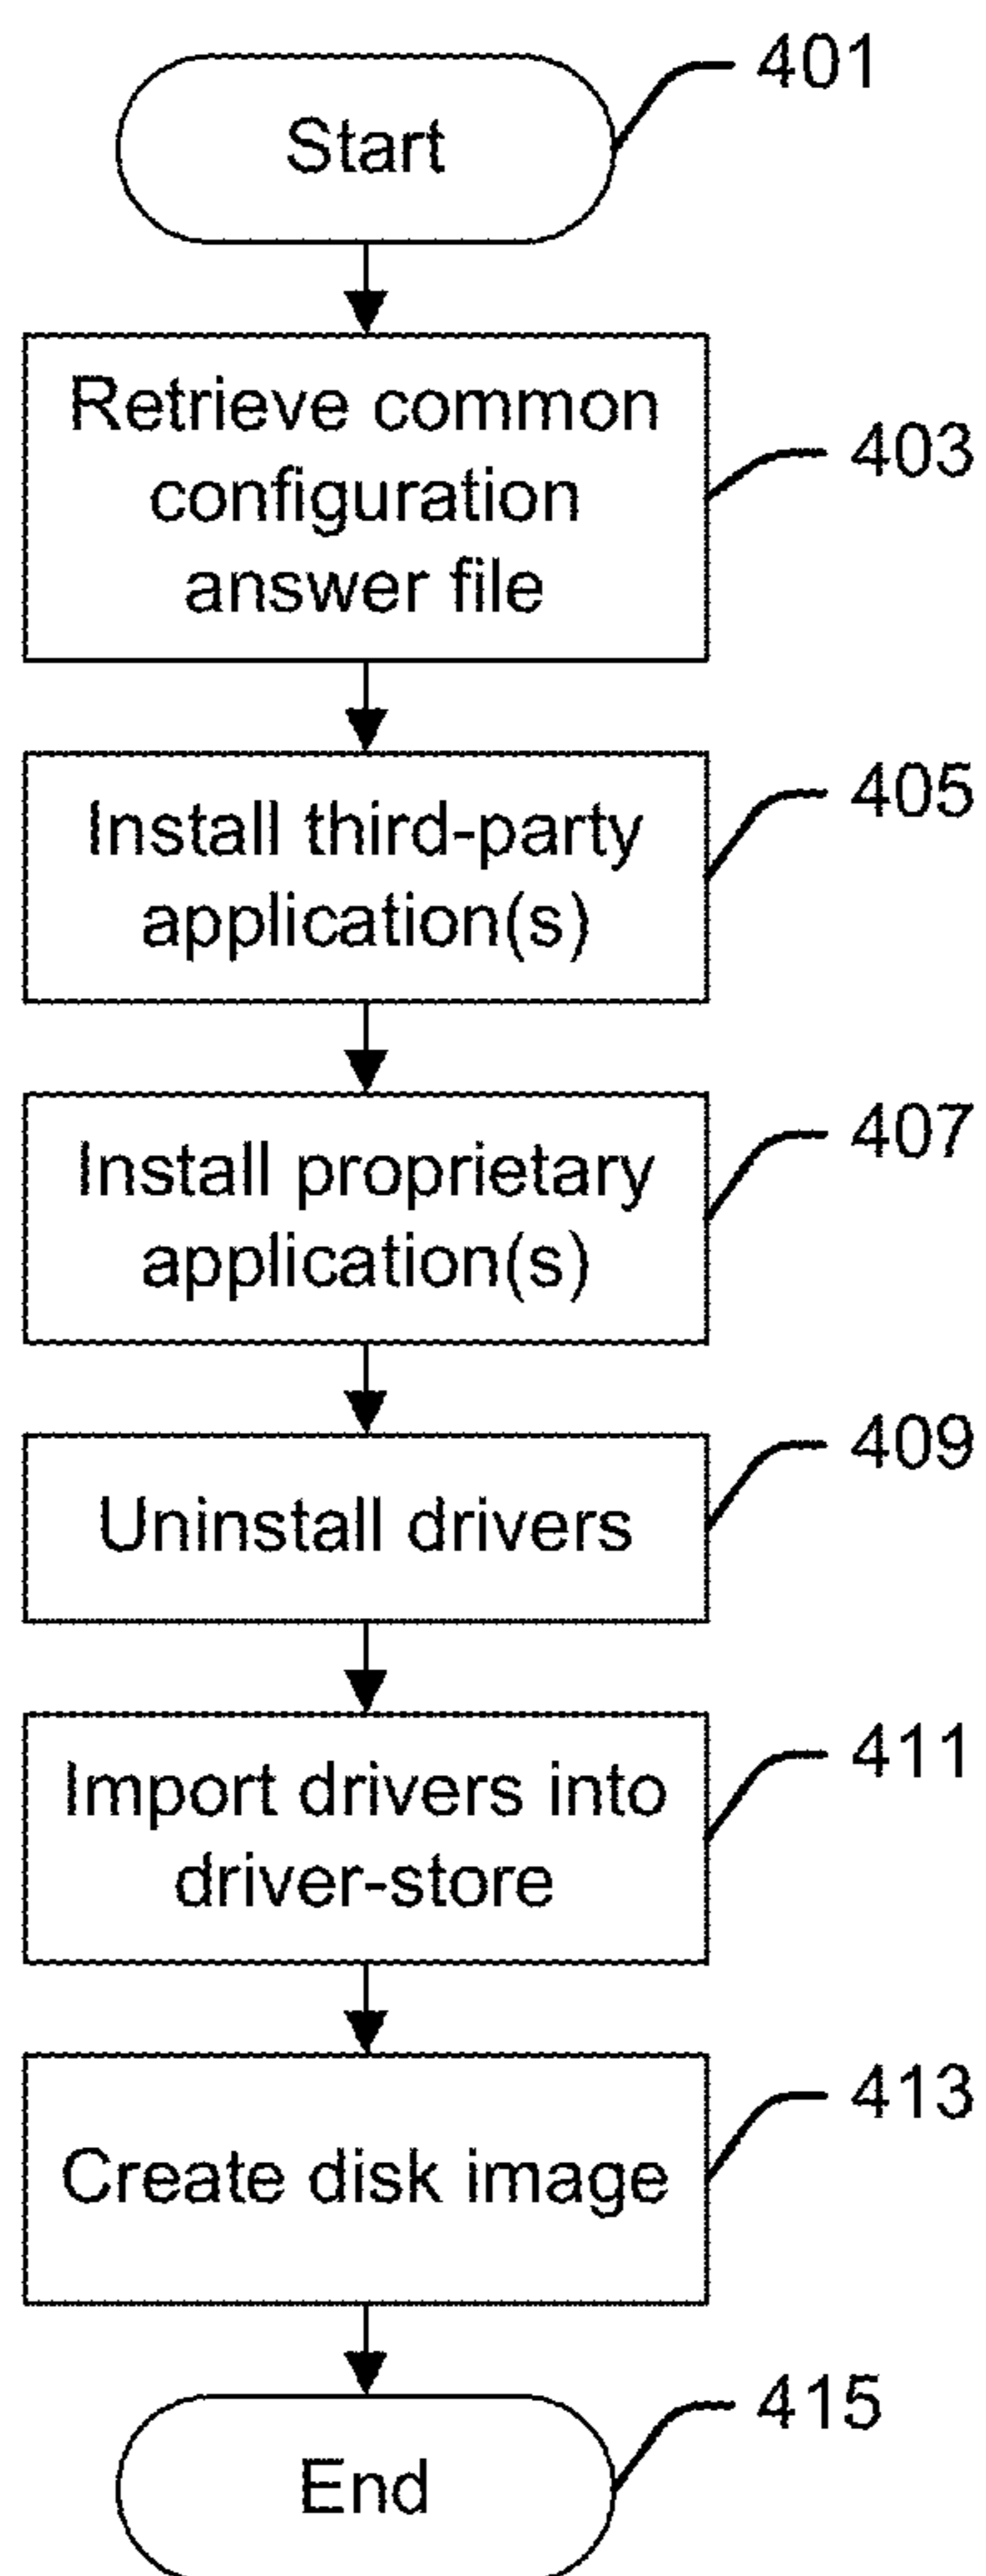 401
Start
Retrieve common
configuration
answer file
403
Install third-party
application(s)
405
Install proprietary
application(s)
407
Uninstall drivers
409
Import drivers into
driver-store
411
Create disk image
413
End
415